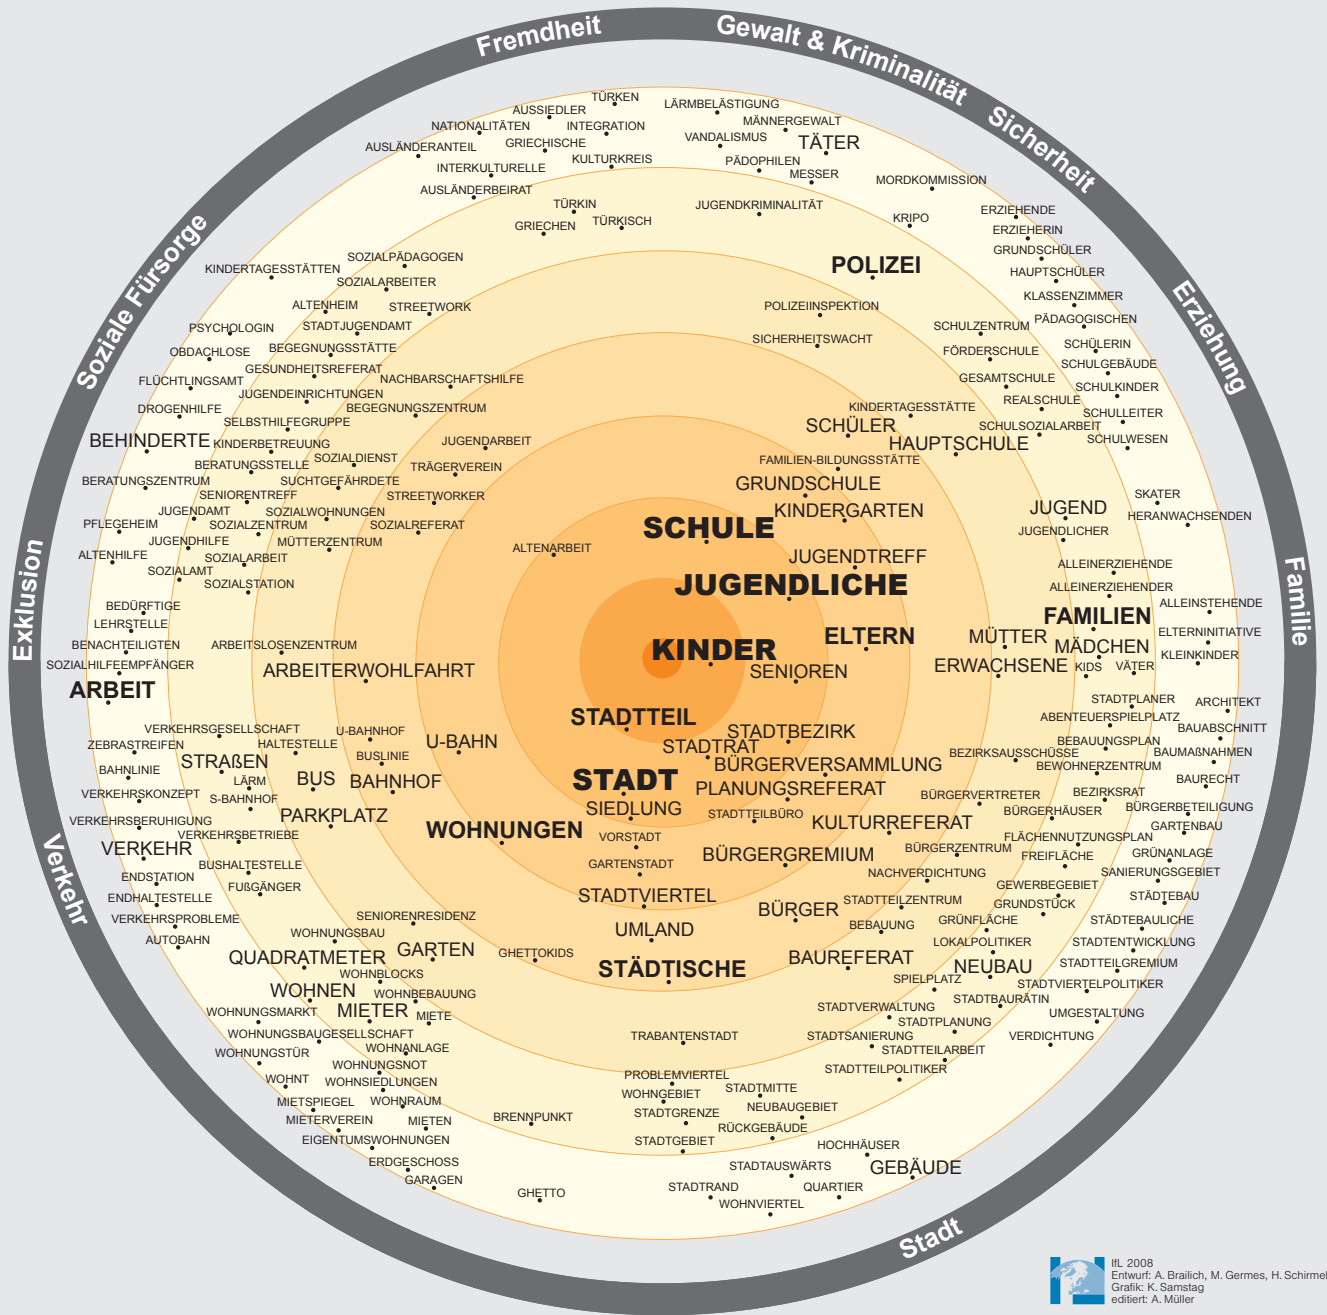 Fremdheit
Gewalt & Kriminalität
Sicherheit
Erziehung
Familie
Stadt
Verkehr
Exklusion
Soziale Fürsorge
TÜRKEN
AUSSIEDLER
NATIONALITÄTEN
INTEGRATION
AUSLÄNDERANTEIL
GRIECHISCHE
INTERKULTURELLE
KULTURKREIS
AUSLÄNDERBEIRAT
TÜRKIN
GRIECHEN
TÜRKISCH
LÄRMBELÄSTIGUNG
MÄNNERGEWALT
VANDALISMUS
TÄTER
PÄDOPHILEN
MESSER
MORDKOMMISSION
JUGENDKRIMINALITÄT
KRIPO
POLIZEI
POLIZEIINSPEKTION
SICHERHEITSWACHT
ERZIEHENDE
ERZIEHERIN
GRUNDSCHÜLER
HAUPTSCHÜLER
KLASSENZIMMER
PÄDAGOGISCHEN
SCHULZENTRUM
SCHÜLERIN
FÖRDERSCHULE
SCHULGEBÄUDE
GESAMTSCHULE
SCHULKINDER
REALSCHULE
KINDERTAGESSTÄTTE
SCHULLEITER
SCHÜLER
SCHULSOZIALARBEIT
HAUPTSCHULE
SCHULWESEN
FAMILIEN-BILDUNGSSTÄTTE
GRUNDSCHULE
KINDERGARTEN
SCHULE
SKATER
JUGEND
HERANWACHSENDEN
JUGENDLICHER
JUGENDTREFF
JUGENDLICHE
ALLEINERZIEHENDE
ALLEINERZIEHENDER
ALLEINSTEHENDE
FAMILIEN
ELTERN
MÜTTER
ELTERNINITIATIVE
MÄDCHEN
KINDER
KLEINKINDER
ERWACHSENE
KIDS
VÄTER
SENIOREN
SOZIALPÄDAGOGEN
KINDERTAGESSTÄTTEN
SOZIALARBEITER
ALTENHEIM
STREETWORK
PSYCHOLOGIN
STADTJUGENDAMT
OBDACHLOSE
BEGEGNUNGSSTÄTTE
GESUNDHEITSREFERAT
FLÜCHTLINGSAMT
NACHBARSCHAFTSHILFE
JUGENDEINRICHTUNGEN
DROGENHILFE
BEGEGNUNGSZENTRUM
SELBSTHILFEGRUPPE
BEHINDERTE
KINDERBETREUUNG
JUGENDARBEIT
SOZIALDIENST
BERATUNGSSTELLE
TRÄGERVEREIN
BERATUNGSZENTRUM
SUCHTGEFÄHRDETE
SENIORENTREFF
STREETWORKER
JUGENDAMT
SOZIALWOHNUNGEN
PFLEGEHEIM
SOZIALZENTRUM
SOZIALREFERAT
JUGENDHILFE
MÜTTERZENTRUM
ALTENARBEIT
ALTENHILFE
SOZIALARBEIT
SOZIALAMT
SOZIALSTATION
BEDÜRFTIGE
LEHRSTELLE
BENACHTEILIGTEN
ARBEITSLOSENZENTRUM
SOZIALHILFEEMPFÄNGER
ARBEITERWOHLFAHRT
ARBEIT
VERKEHRSGESELLSCHAFT
U-BAHNHOF
U-BAHN
ZEBRASTREIFEN
HALTESTELLE
BUSLINIE
STRAßEN
BAHNLINIE
LÄRM
BUS
BAHNHOF
VERKEHRSKONZEPT
S-BAHNHOF
PARKPLATZ
VERKEHRSBERUHIGUNG
VERKEHRSBETRIEBE
VERKEHR
BUSHALTESTELLE
ENDSTATION
FUßGÄNGER
ENDHALTESTELLE
VERKEHRSPROBLEME
AUTOBAHN
SENIORENRESIDENZ
WOHNUNGSBAU
GARTEN
QUADRATMETER
WOHNBLOCKS
WOHNEN
WOHNBEBAUUNG
WOHNUNGSMARKT
MIETER
MIETE
WOHNUNGSBAUGESELLSCHAFT
WOHNUNGSTÜR
WOHNANLAGE
WOHNUNGSNOT
WOHNT
WOHNSIEDLUNGEN
MIETSPIEGEL
WOHNRAUM
MIETERVEREIN
MIETEN
EIGENTUMSWOHNUNGEN
ERDGESCHOSS
GARAGEN
STADTTEIL
STADTBEZIRK
STADTRAT
BÜRGERVERSAMMLUNG
STADT
PLANUNGSREFERAT
SIEDLUNG
STADTTEILBÜRO
WOHNUNGEN
VORSTADT
KULTURREFERAT
GARTENSTADT
BÜRGERGREMIUM
STADTVIERTEL
BÜRGER
UMLAND
GHETTOKIDS
STÄDTISCHE
BAUREFERAT
STADTPLANER
ARCHITEKT
ABENTEUERSPIELPLATZ
BAUABSCHNITT
BEZIRKSAUSSCHÜSSE
BEBAUUNGSPLAN
BAUMAßNAHMEN
BEWOHNERZENTRUM
BAURECHT
BÜRGERVERTRETER
BEZIRKSRAT
BÜRGERHÄUSER
BÜRGERBETEILIGUNG
GARTENBAU
FLÄCHENNUTZUNGSPLAN
BÜRGERZENTRUM
FREIFLÄCHE
GRÜNANLAGE
NACHVERDICHTUNG
SANIERUNGSGEBIET
GEWERBEGEBIET
STADTTEILZENTRUM
GRUNDSTÜCK
STÄDTEBAU
BEBAUUNG
GRÜNFLÄCHE
STÄDTEBAULICHE
LOKALPOLITIKER
STADTENTWICKLUNG
NEUBAU
STADTTEILGREMIUM
SPIELPLATZ
STADTVIERTELPOLITIKER
STADTBAURÄTIN
STADTVERWALTUNG
UMGESTALTUNG
STADTPLANUNG
VERDICHTUNG
TRABANTENSTADT
STADTSANIERUNG
STADTTEILARBEIT
STADTTEILPOLITIKER
PROBLEMVIERTEL
WOHNGEBIET
STADTMITTE
BRENNPUNKT
STADTGRENZE
NEUBAUGEBIET
RÜCKGEBÄUDE
STADTGEBIET
HOCHHÄUSER
STADTAUSWÄRTS
GEBÄUDE
GHETTO
STADTRAND
QUARTIER
WOHNVIERTEL
IfL 2008
Entwurf: A. Brailich, M. Germes, H. Schirmel
Grafik: K. Samstag
editiert: A. Müller